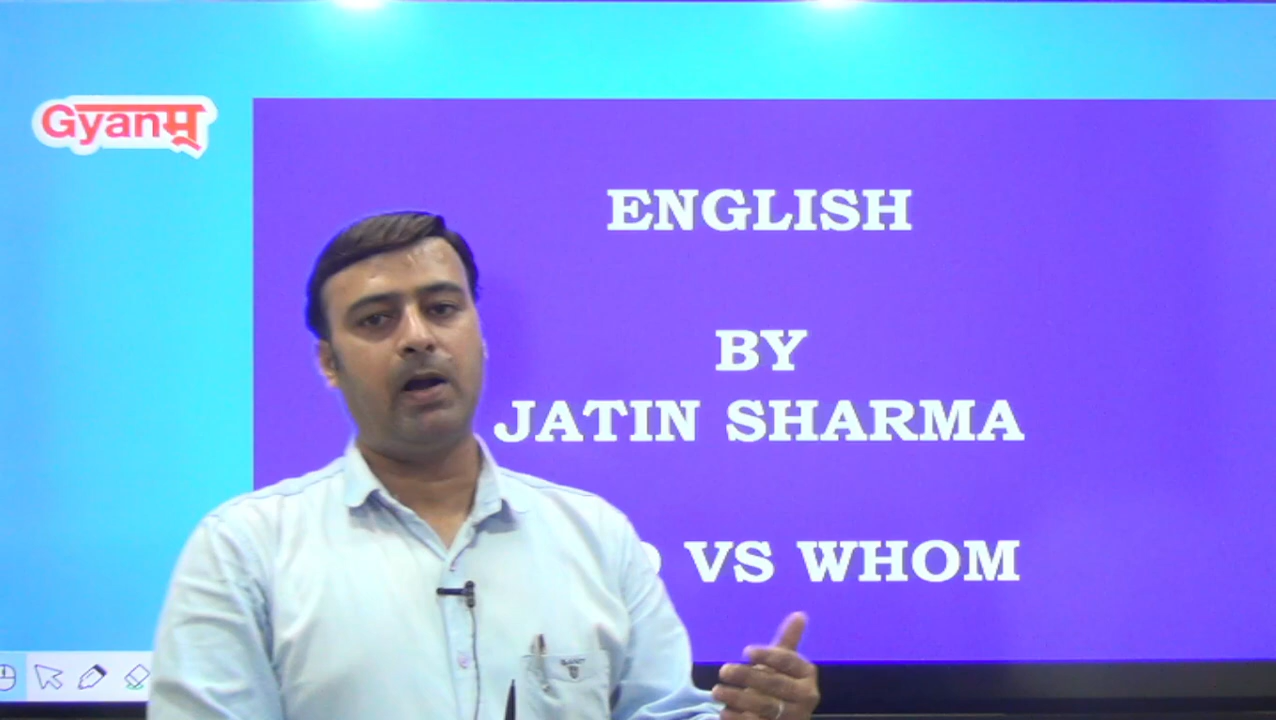 Gyanम्
ENGLISH
BY
JATIN SHARMA
VS WHOM